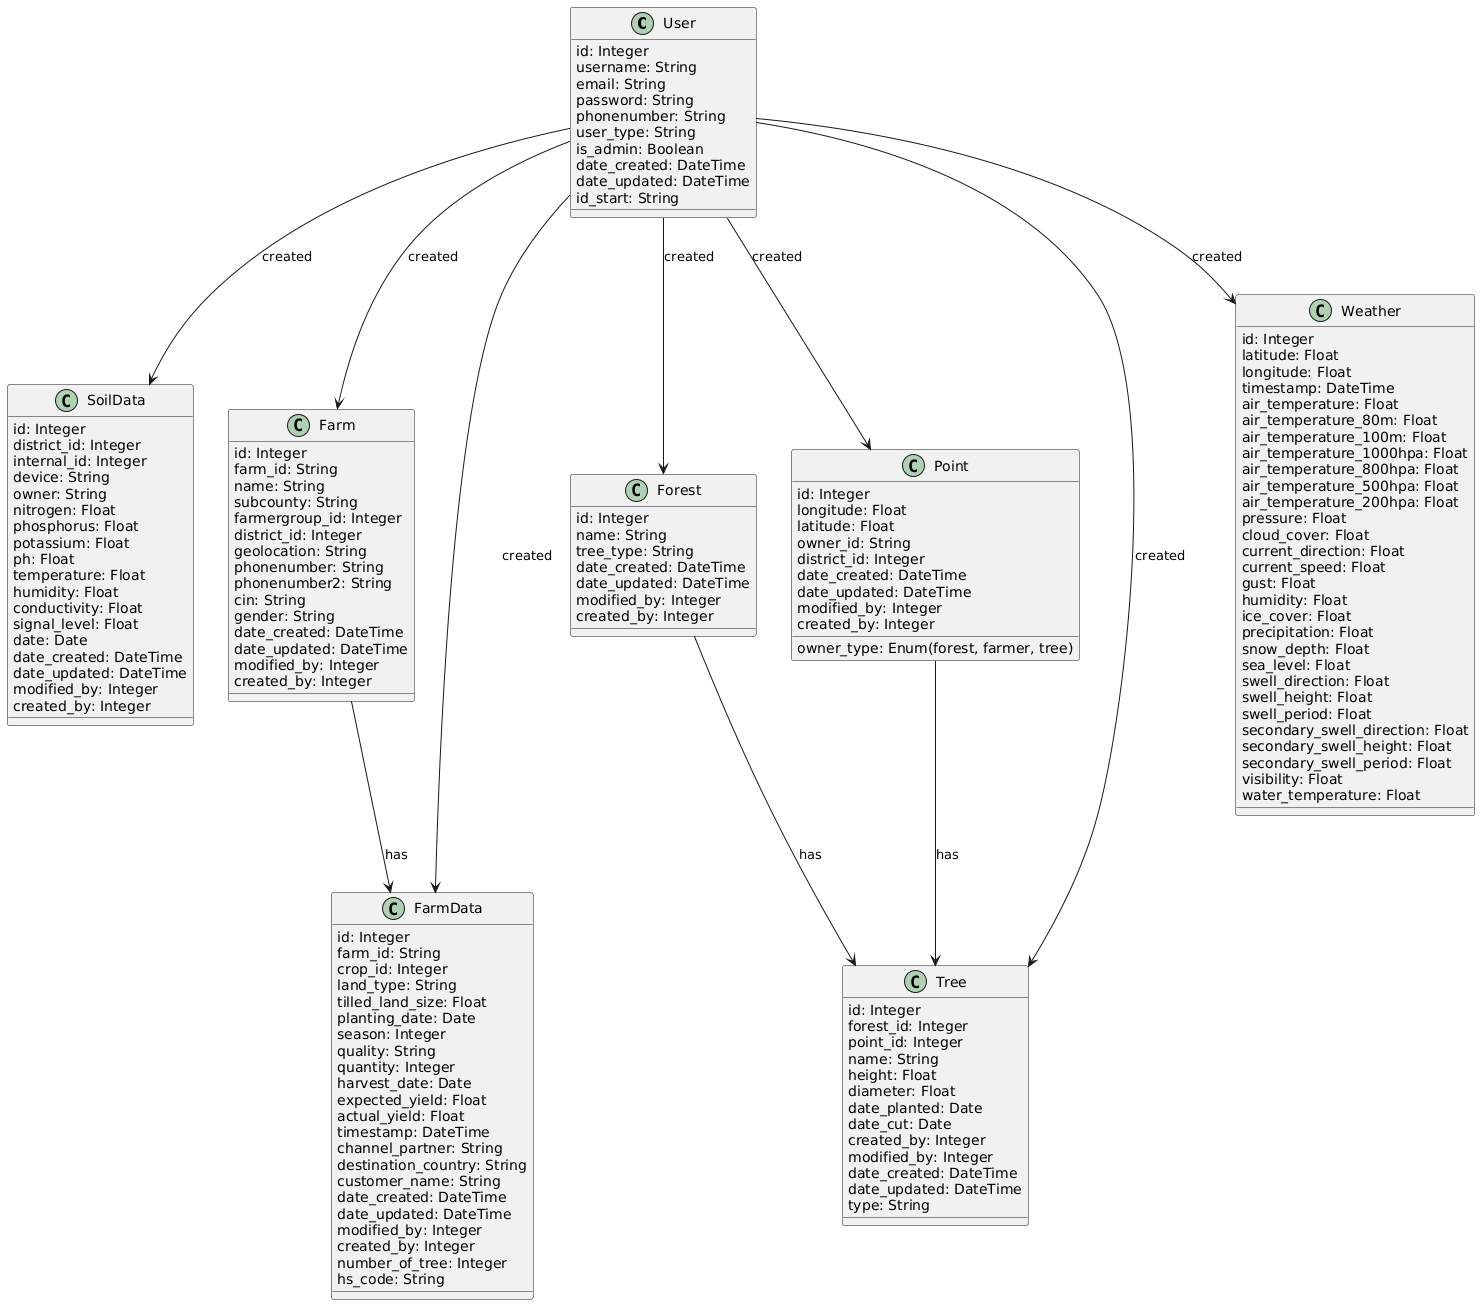 C User
id: Integer
username: String
email: String
password: String
phonenumber: String
user_type: String
is_admin: Boolean
date_created: DateTime
date_updated: DateTime
id_start: String
created
created
created
created
created
created
created
C SoilData
id: Integer
district_id: Integer
internal_id: Integer
device: String
owner: String
nitrogen: Float
phosphorus: Float
potassium: Float
ph: Float
temperature: Float
humidity: Float
conductivity: Float
signal_level: Float
date: Date
date_created: DateTime
date_updated: DateTime
modified_by: Integer
created_by: Integer
C Farm
id: Integer
farm_id: String
name: String
subcounty: String
farmergroup_id: Integer
district_id: Integer
geolocation: String
phonenumber: String
phonenumber2: String
cin: String
gender: String
date_created: DateTime
date_updated: DateTime
modified_by: Integer
created_by: Integer
C Forest
id: Integer
name: String
tree_type: String
date_created: DateTime
date_updated: DateTime
modified_by: Integer
created_by: Integer
C Point
id: Integer
longitude: Float
latitude: Float
owner_id: String
district_id: Integer
date_created: DateTime
date_updated: DateTime
modified_by: Integer
created_by: Integer
owner_type: Enum(forest, farmer, tree)
C Weather
id: Integer
latitude: Float
longitude: Float
timestamp: DateTime
air_temperature: Float
air_temperature_80m: Float
air_temperature_100m: Float
air_temperature_1000hpa: Float
air_temperature_800hpa: Float
air_temperature_500hpa: Float
air_temperature_200hpa: Float
pressure: Float
cloud_cover: Float
current_direction: Float
current_speed: Float
gust: Float
humidity: Float
ice_cover: Float
precipitation: Float
snow_depth: Float
sea_level: Float
swell_direction: Float
swell_height: Float
swell_period: Float
secondary_swell_direction: Float
secondary_swell_height: Float
secondary_swell_period: Float
visibility: Float
water_temperature: Float
has
has
has
C FarmData
id: Integer
farm_id: String
crop_id: Integer
land_type: String
tilled_land_size: Float
planting_date: Date
season: Integer
quality: String
quantity: Integer
harvest_date: Date
expected_yield: Float
actual_yield: Float
timestamp: DateTime
channel_partner: String
destination_country: String
customer_name: String
date_created: DateTime
date_updated: DateTime
modified_by: Integer
created_by: Integer
number_of_tree: Integer
hs_code: String
C Tree
id: Integer
forest_id: Integer
point_id: Integer
name: String
height: Float
diameter: Float
date_planted: Date
date_cut: Date
created_by: Integer
modified_by: Integer
date_created: DateTime
date_updated: DateTime
type: String